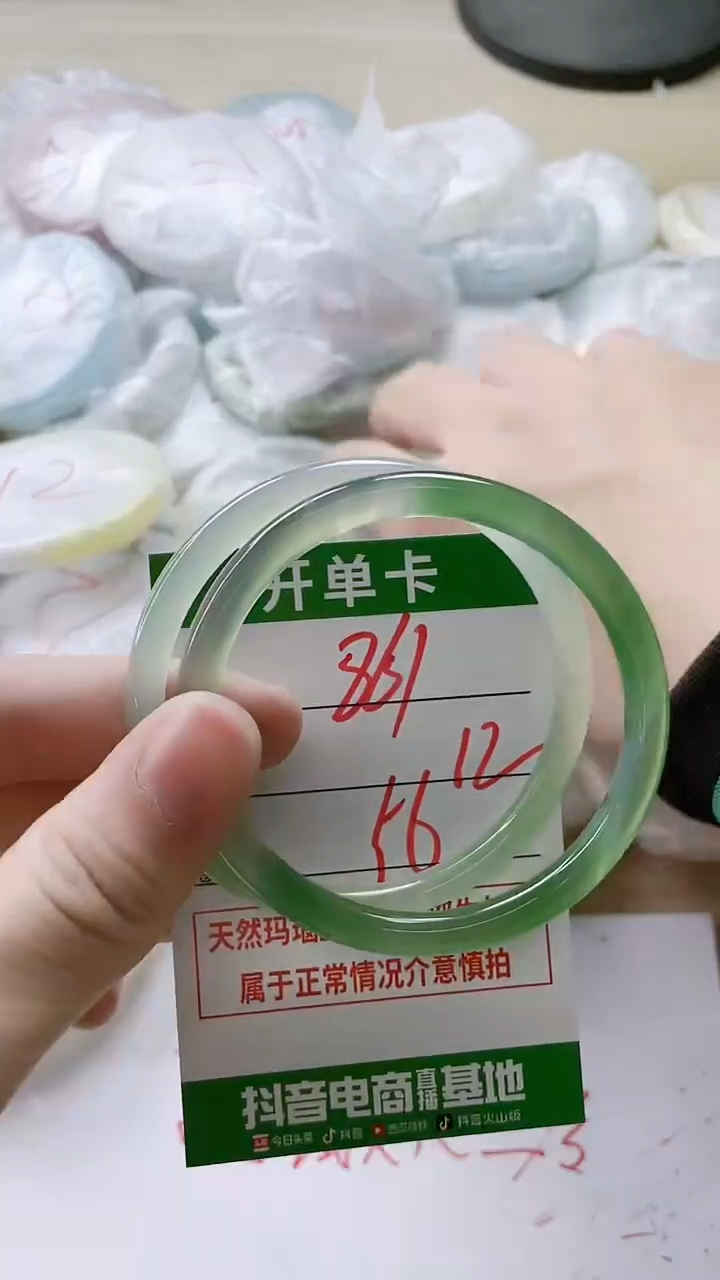 12
开单卡
831
12
56
天然玛瑙
属于正常情况介意慎拍
抖音电商直播基地
今日头条 抖音 西瓜视频 抖音火山版